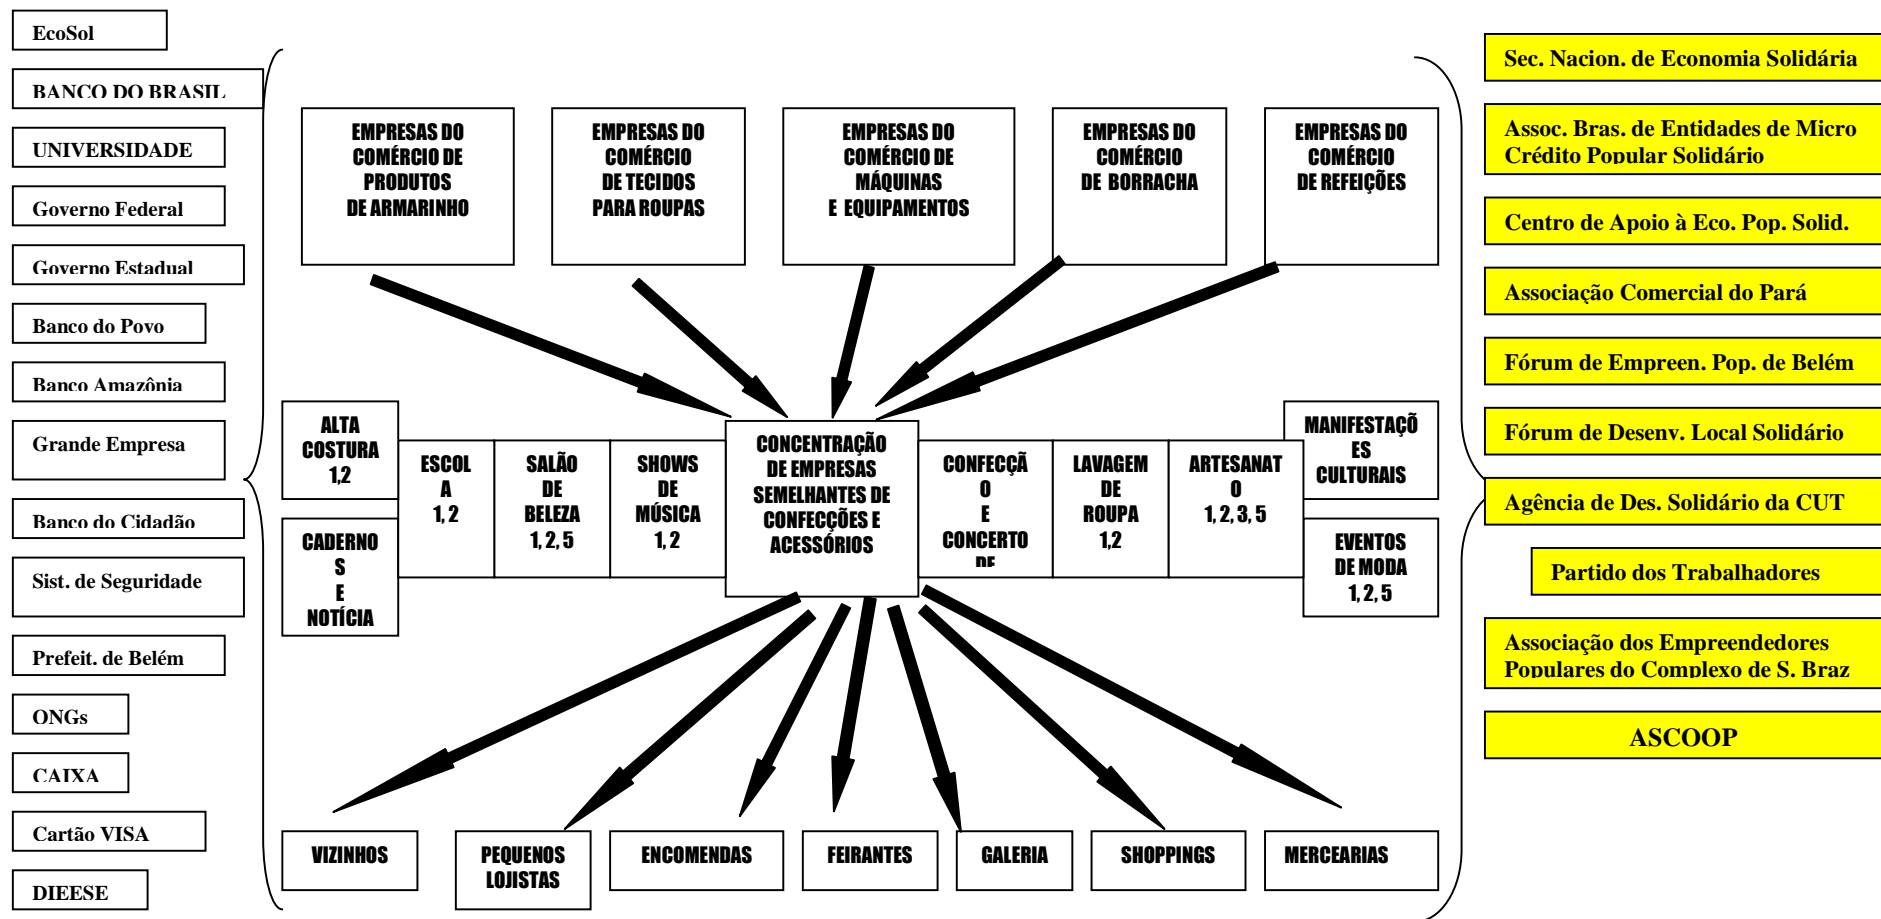 EcoSol
BANCO DO BRASIL
UNIVERSIDADE
Governo Federal
Governo Estadual
Banco do Povo
Banco Amazônia
Grande Empresa
Banco do Cidadão
Sist. de Seguridade
Prefeit. de Belém
ONGs
CAIXA
Cartão VISA
DIEESE
EMPRESAS DO
COMÉRCIO DE
PRODUTOS
DE ARMARINHO
EMPRESAS DO
COMÉRCIO
DE TECIDOS
PARA ROUPAS
EMPRESAS DO
COMÉRCIO DE
MÁQUINAS
E EQUIPAMENTOS
EMPRESAS DO
COMÉRCIO
DE BORRACHA
EMPRESAS DO
COMÉRCIO
DE REFEIÇÕES
ALTA
COSTURA
1,2
CADERNO
S
E
NOTÍCIA
ESCOL
A
1, 2
SALÃO
DE
BELEZA
1, 2, 5
SHOWS
DE
MÚSICA
1, 2
CONCENTRAÇÃO
DE EMPRESAS
SEMELHANTES DE
CONFECÇÕES E
ACESSÓRIOS
CONFECÇÃ
O
E
CONCERTO
DE
LAVAGEM
DE
ROUPA
1,2
ARTESANAT
O
1, 2, 3, 5
MANIFESTAÇÕ
ES
CULTURAIS
EVENTOS
DE MODA
1, 2, 5
VIZINHOS
PEQUENOS
LOJISTAS
ENCOMENDAS
FEIRANTES
GALERIA
SHOPPINGS
MERCEARIAS
Sec. Nacion. de Economia Solidária
Assoc. Bras. de Entidades de Micro
Crédito Popular Solidário
Centro de Apoio à Eco. Pop. Solid.
Associação Comercial do Pará
Fórum de Empreen. Pop. de Belém
Fórum de Desenv. Local Solidário
Agência de Des. Solidário da CUT
Partido dos Trabalhadores
Associação dos Empreendedores
Populares do Complexo de S. Braz
ASCOOP